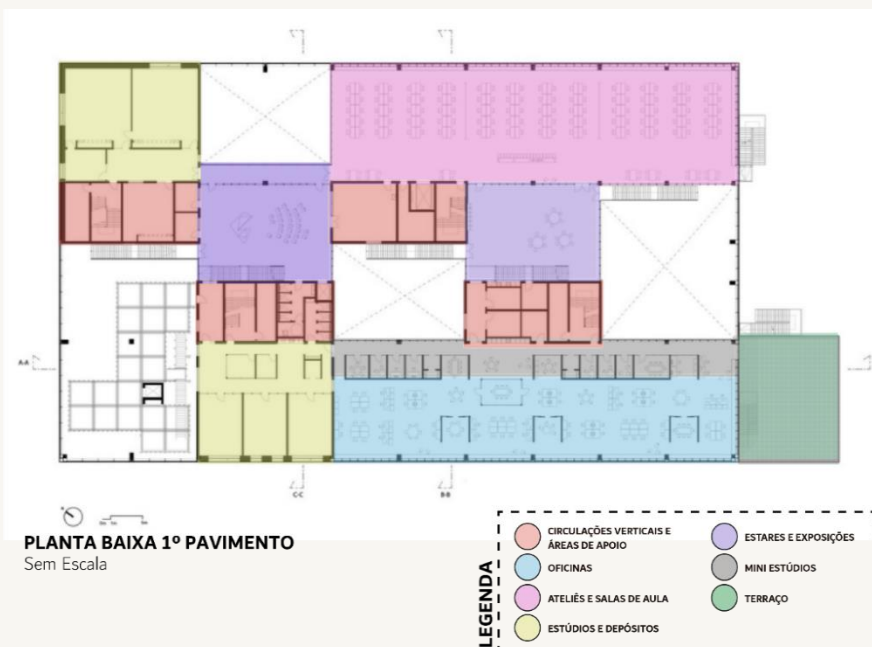 A-A
C-C
B-B
PLANTA BAIXA 1º PAVIMENTO
Sem Escala
LEGENDA
CIRCULAÇÕES VERTICAIS E
ÁREAS DE APOIO
OFICINAS
ATELIÊS E SALAS DE AULA
ESTÚDIOS E DEPÓSITOS
ESTARES E EXPOSIÇÕES
MINI ESTÚDIOS
TERRAÇO